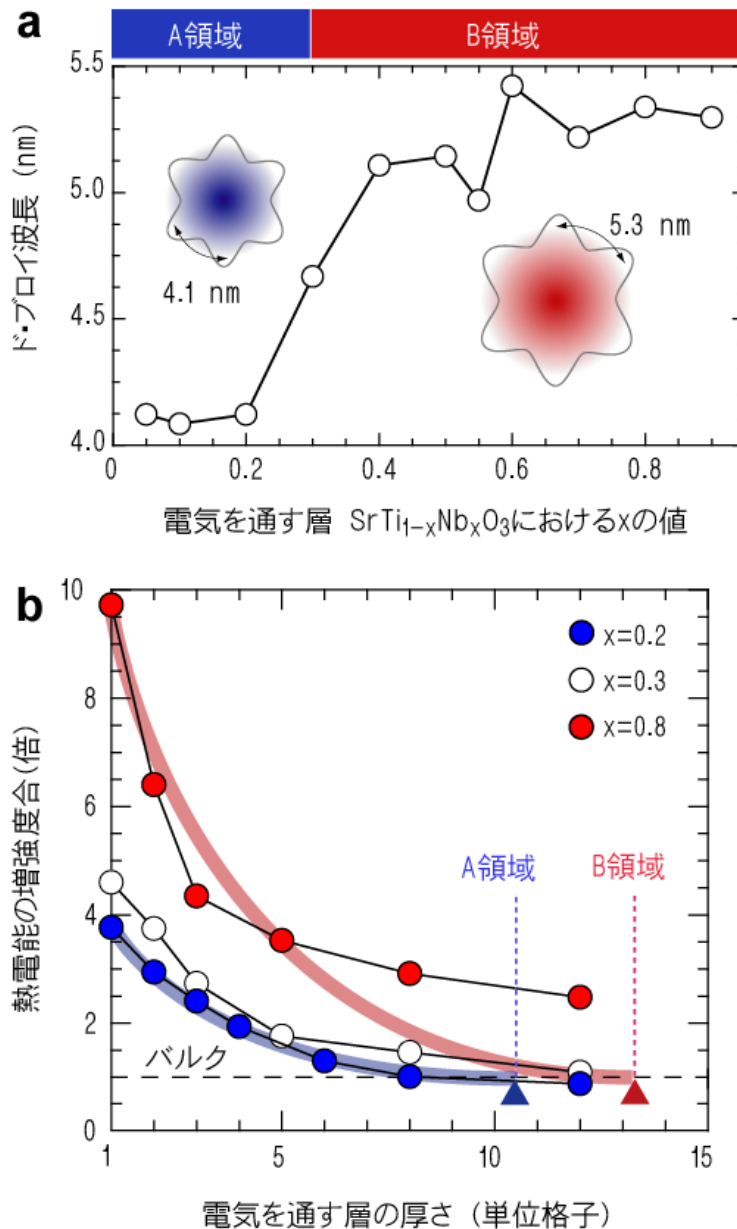 a
A領域 B領域
5.5
5.0
4.5
4.0
ド・ブロイ波長 (nm)
4.1 nm
5.3 nm
0 0.2 0.4 0.6 0.8
電気を通す層 SrTi₁₋ₓNbₓO₃におけるxの値
b
10
8
6
4
2
0
熱電能の増強度合(倍)
x=0.2
x=0.3
x=0.8
A領域 B領域
バルク
1 5 10 15
電気を通す層の厚さ (単位格子)